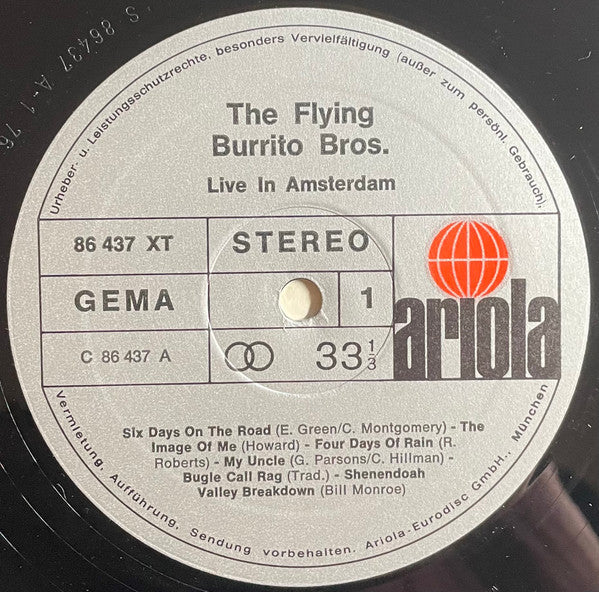 S 86437 A-1 76
Urheber- u. Leistungsschutzrechte, besonders Vervielfältigung (außer zum persönl. Gebrauch),
The Flying
Burrito Bros.
Live In Amsterdam
86 437 XT
STEREO
GEMA
1
ariola
C 86 437 A
33 1/3
Six Days On The Road (E. Green/C. Montgomery) - The
Image Of Me (Howard) - Four Days Of Rain (R.
Roberts) - My Uncle (G. Parsons/C. Hillman) -
Bugle Call Rag (Trad.) - Shenendoah
Valley Breakdown (Bill Monroe)
Vermietung, Aufführung, Sendung vorbehalten. Ariola-Eurodisc GmbH., München